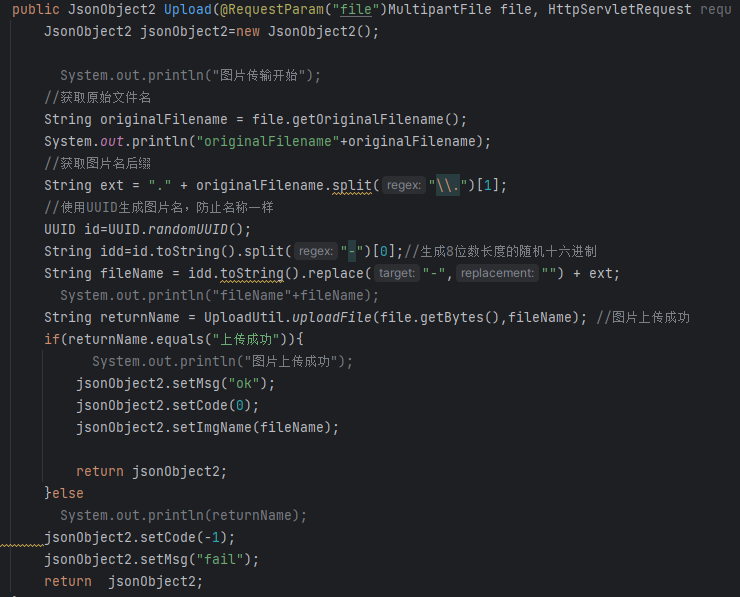 public JsonObject2 Upload(@RequestParam("file")MultipartFile file, HttpServletRequest requ
JsonObject2 jsonObject2=new JsonObject2();
System.out.println("图片传输开始");
//获取原始文件名
String originalFilename = file.getOriginalFilename();
System.out.println("originalFilename"+originalFilename);
//获取图片名后缀
String ext = "." + originalFilename.split( regex: "\\.")[1];
//使用UUID生成图片名，防止名称一样
UUID id=UUID.randomUUID();
String idd=id.toString().split( regex: "-")[0];//生成8位数长度的随机十六进制
String fileName = idd.toString().replace( target: "-", replacement: "") + ext;
System.out.println("fileName"+fileName);
String returnName = UploadUtil.uploadFile(file.getBytes(),fileName); //图片上传成功
if(returnName.equals("上传成功")){
System.out.println("图片上传成功");
jsonObject2.setMsg("ok");
jsonObject2.setCode(0);
jsonObject2.setImgName(fileName);
return jsonObject2;
}else
System.out.println(returnName);
jsonObject2.setCode(-1);
jsonObject2.setMsg("fail");
return  jsonObject2;